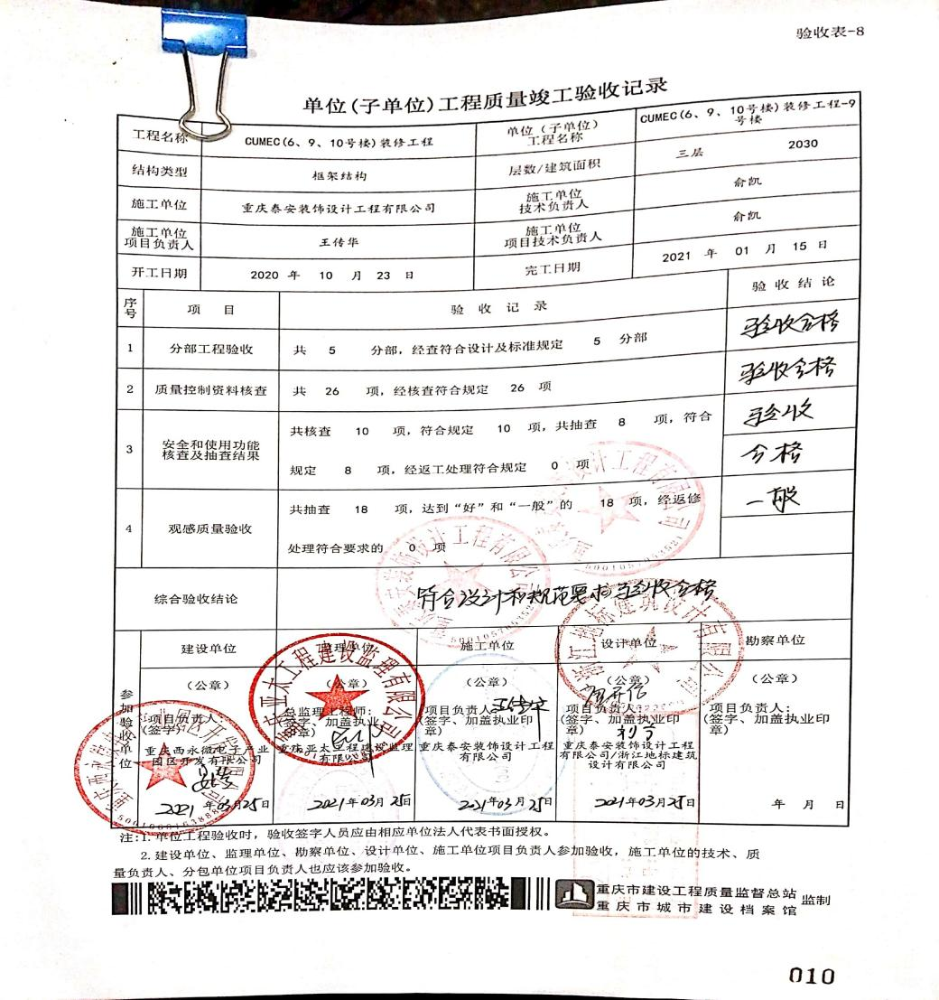 验收表-8
单位(子单位)工程质量竣工验收记录
工程名称 CUMEC(6、9、10号楼)装修工程 单位(子单位)工程名称 CUMEC(6、9、10号楼)装修工程-9号楼
结构类型 框架结构 层数/建筑面积 三层 2030
施工单位 重庆泰安装饰设计工程有限公司 施工单位技术负责人 俞凯
施工单位项目负责人 王传华 施工单位项目技术负责人 俞凯
开工日期 2020 年 10 月 23 日 完工日期 2021 年 01 月 15 日
序号 项 目 验 收 记 录 验 收 结 论
1 分部工程验收 共 5 分部,经查符合设计及标准规定 5 分部 验收合格
2 质量控制资料核查 共 26 项,经核查符合规定 26 项 验收合格
3 安全和使用功能核查及抽查结果 共核查 10 项,符合规定 10 项,共抽查 8 项,符合 验收
规定 8 项,经返工处理符合规定 0 项 合格
4 观感质量验收 共抽查 18 项,达到“好”和“一般”的 18 项,经返修 一般
处理符合要求的 0 项
综合验收结论 符合设计和规范要求 验收合格
参加验收单位
建设单位 监理单位 施工单位 设计单位 勘察单位
(公章) (公章) (公章) (公章) (公章)
项目负责人: 总监理工程师: 项目负责人: 王传华 项目负责人: 项目负责人:
(签字、加盖执业印章) (签字、加盖执业印章) (签字、加盖执业印章) (签字、加盖执业印章)
重庆西永微电子产业园区开发有限公司 重庆亚太工程建设监理有限公司 重庆泰安装饰设计工程有限公司 重庆泰安装饰设计工程有限公司/浙江地标建筑设计有限公司
2021年03月25日 2021年03月25日 2021年03月25日 2021年03月25日 年 月 日
注:1.单位工程验收时,验收签字人员应由相应单位法人代表书面授权。
2.建设单位、监理单位、勘察单位、设计单位、施工单位项目负责人参加验收,施工单位的技术、质
量负责人、分包单位项目负责人也应该参加验收。
重庆市建设工程质量监督总站
重庆市城市建设档案馆 监制
010